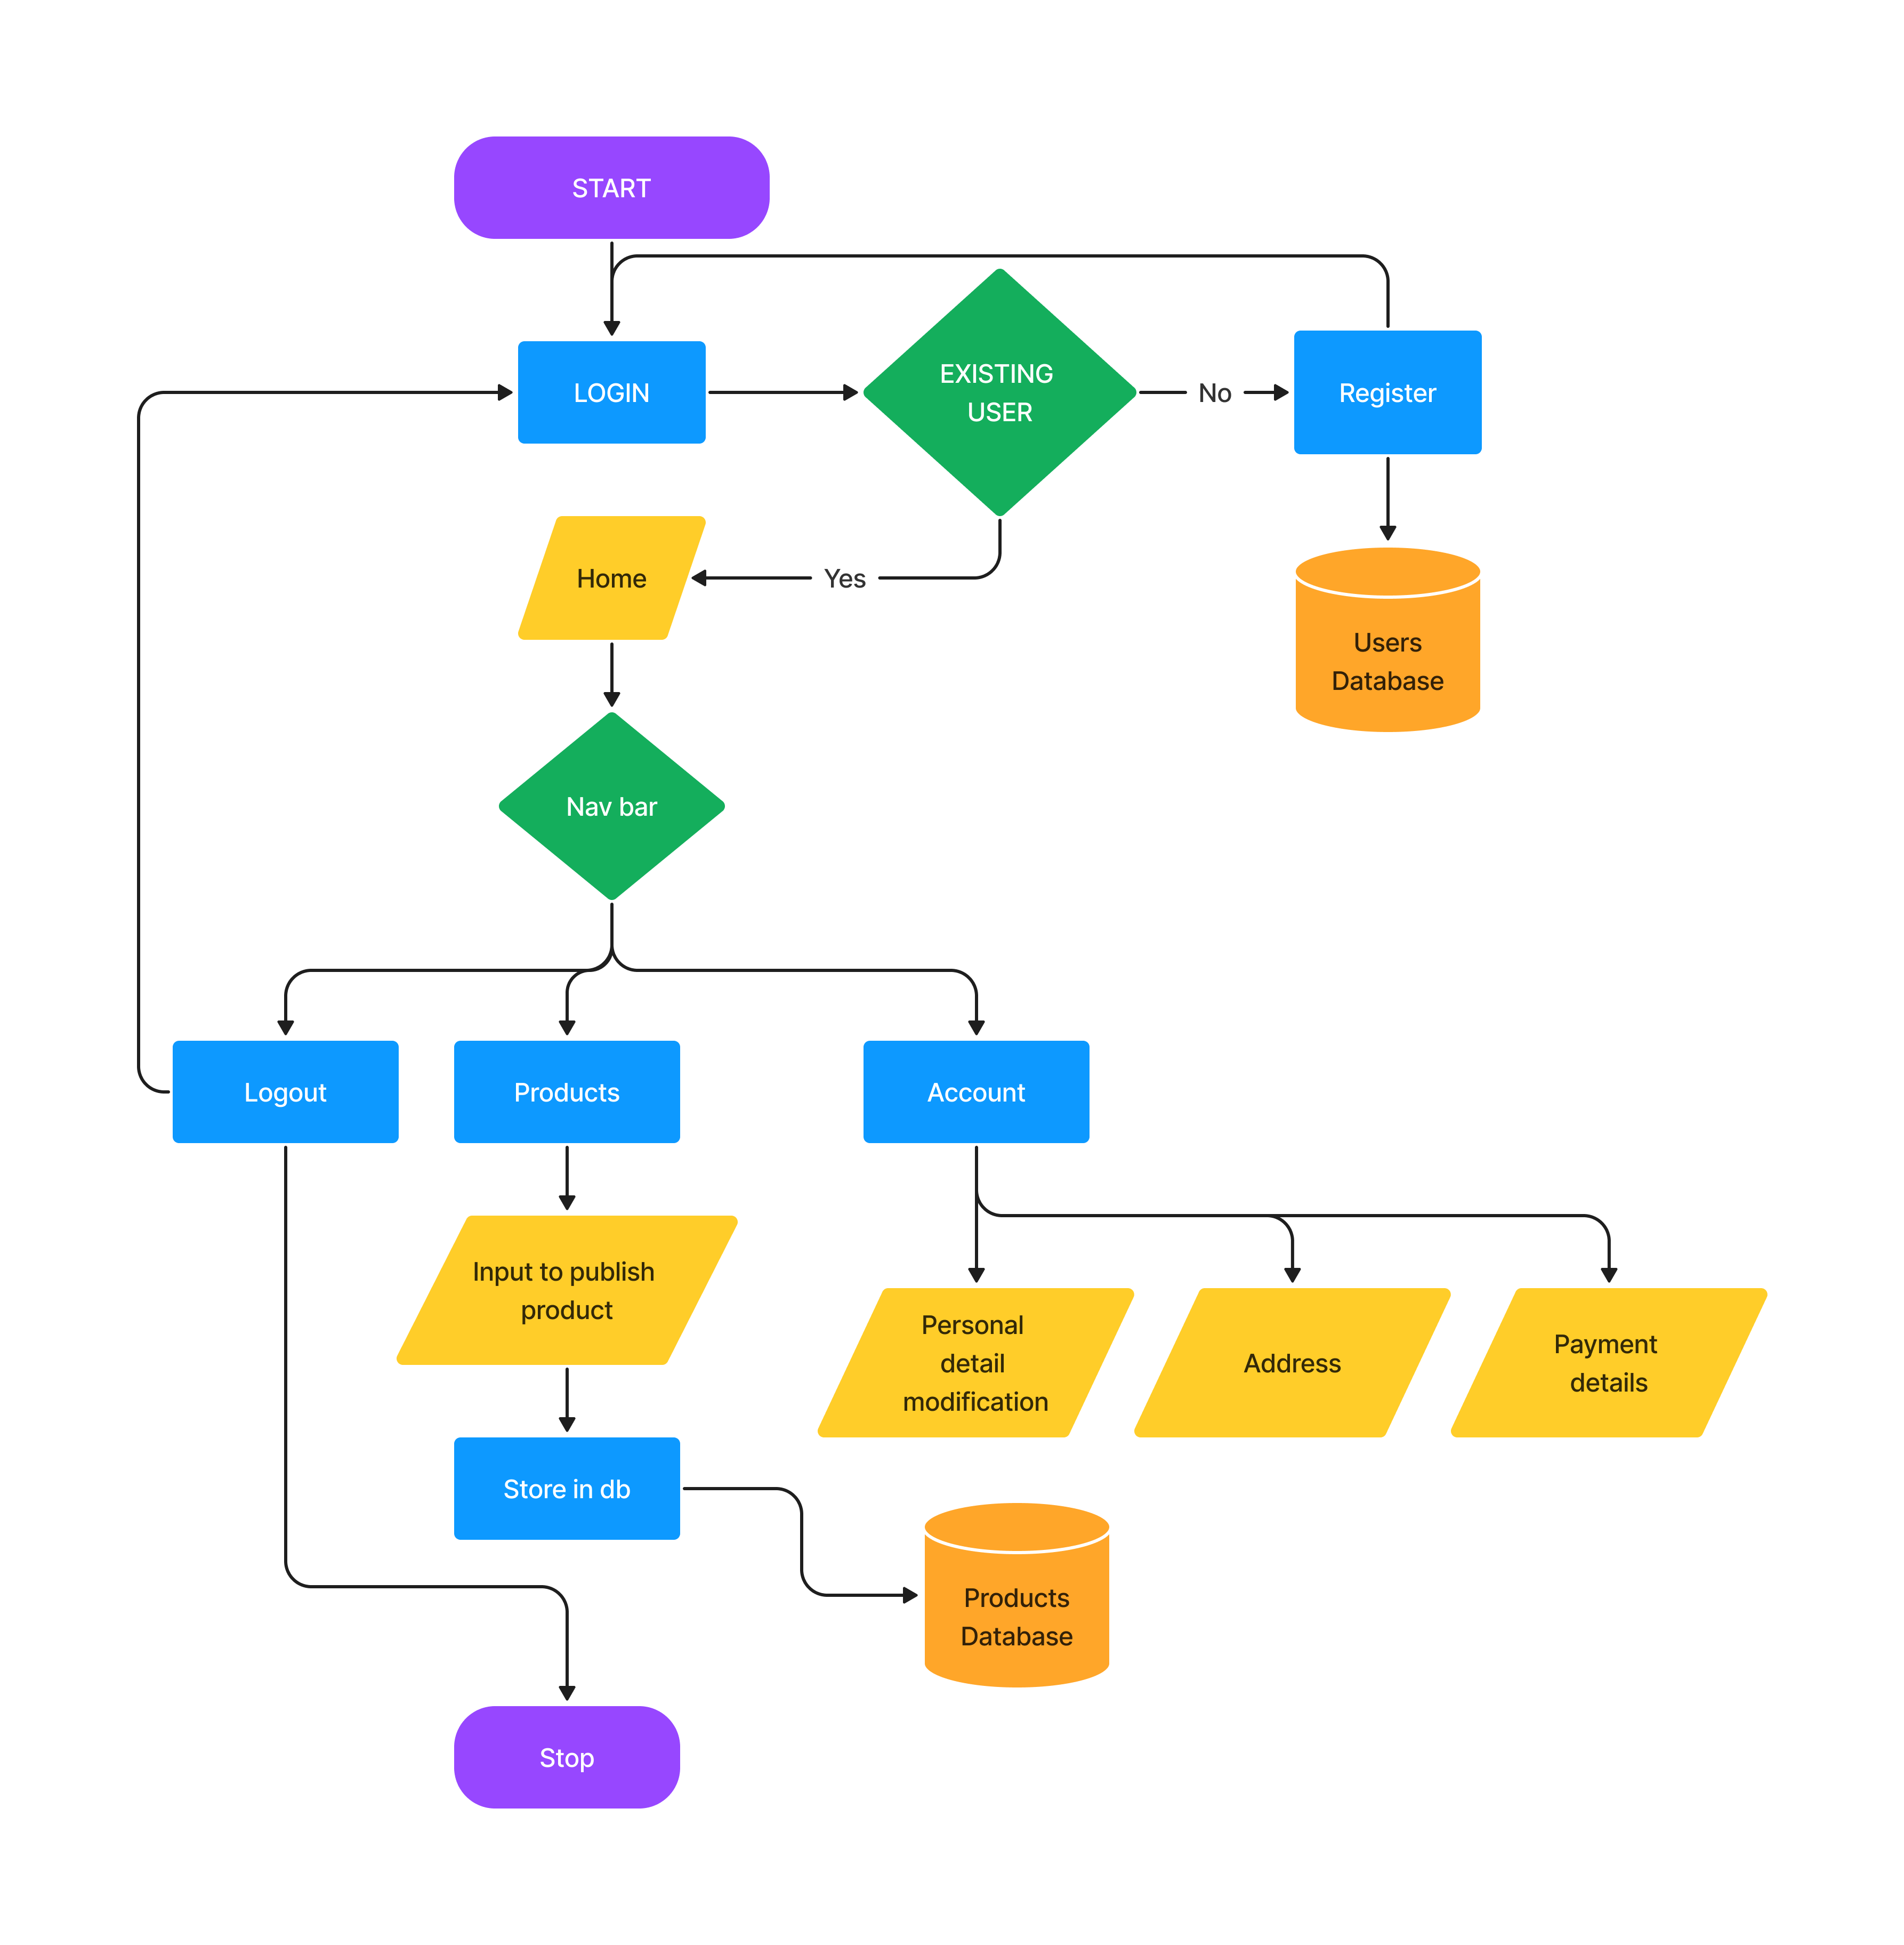 START
LOGIN
EXISTING
USER
No
Register
Home
Yes
Users
Database
Nav bar
Logout
Products
Account
Input to publish
product
Personal
detail
modification
Address
Payment
details
Store in db
Products
Database
Stop